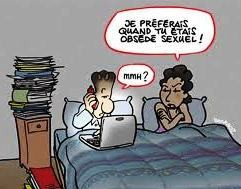 JE PRÉFÉRAIS
QUAND TU ÉTAIS
OBSÉDÉ SEXUEL !
MMH ?